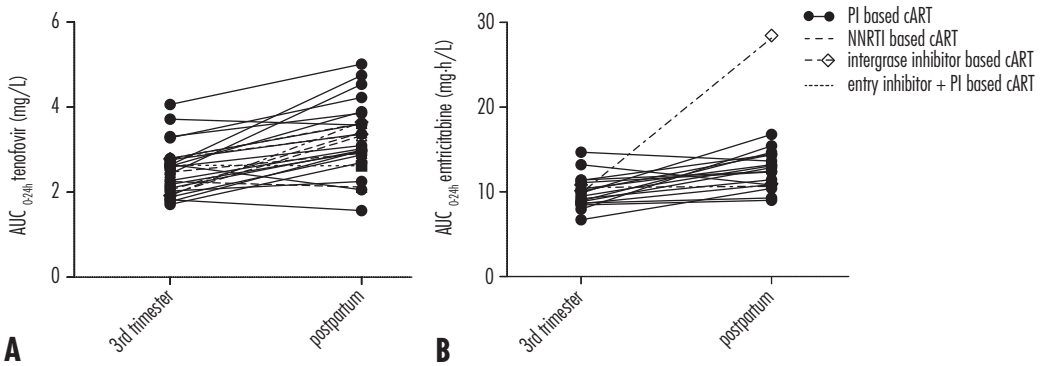 6
4
2
0
AUC 0-24h tenofovir (mg/L)
3rd trimester
postpartum
A
30
20
10
0
AUC 0-24h emtricitabine (mg·h/L)
3rd trimester
postpartum
B
PI based cART
NNRTI based cART
intergrase inhibitor based cART
entry inhibitor + PI based cART